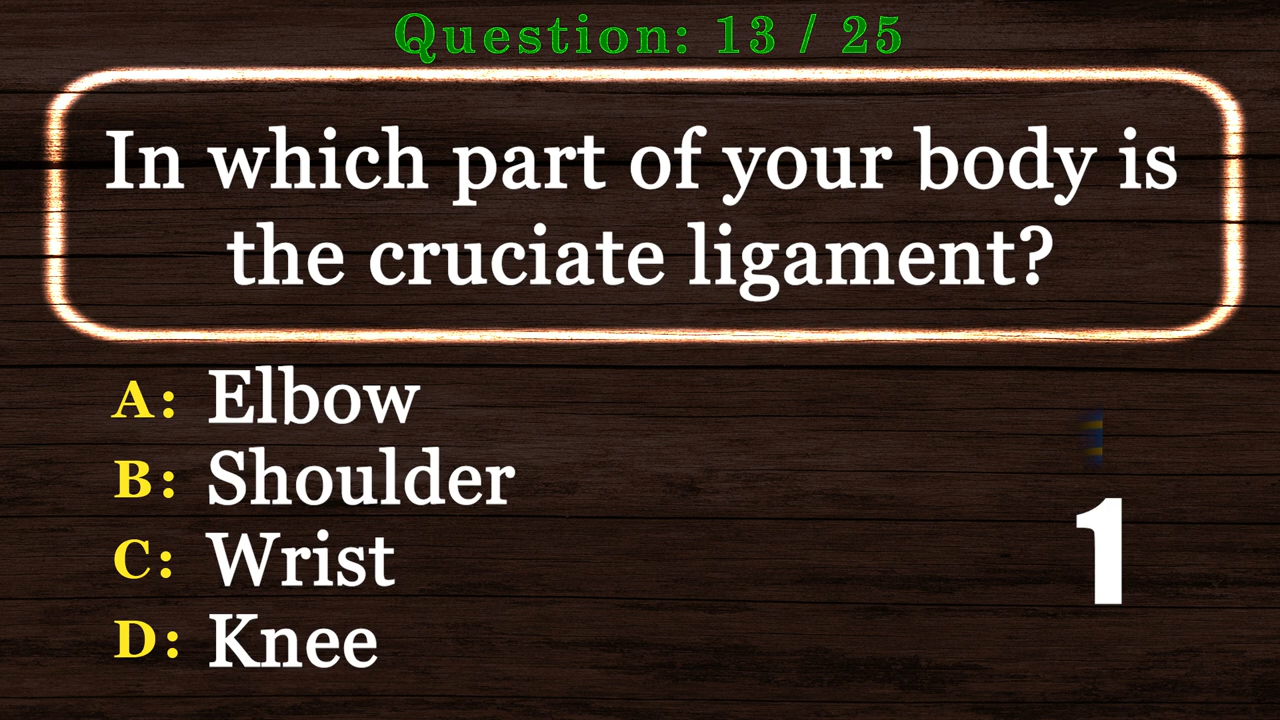 Question: 13 / 25
In which part of your body is
the cruciate ligament?
A: Elbow
B: Shoulder
C: Wrist
D: Knee
1